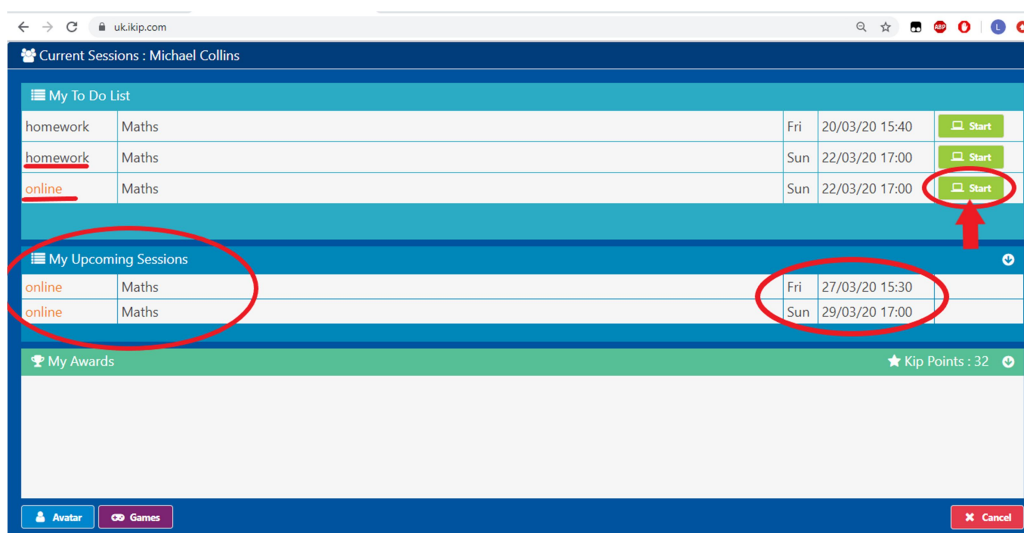 uk.ikip.com
ABP
L
Current Sessions : Michael Collins
My To Do List
homework Maths Fri 20/03/20 15:40 Start
homework Maths Sun 22/03/20 17:00 Start
online Maths Sun 22/03/20 17:00 Start
My Upcoming Sessions
online Maths Fri 27/03/20 15:30
online Maths Sun 29/03/20 17:00
My Awards Kip Points : 32
Avatar Games Cancel